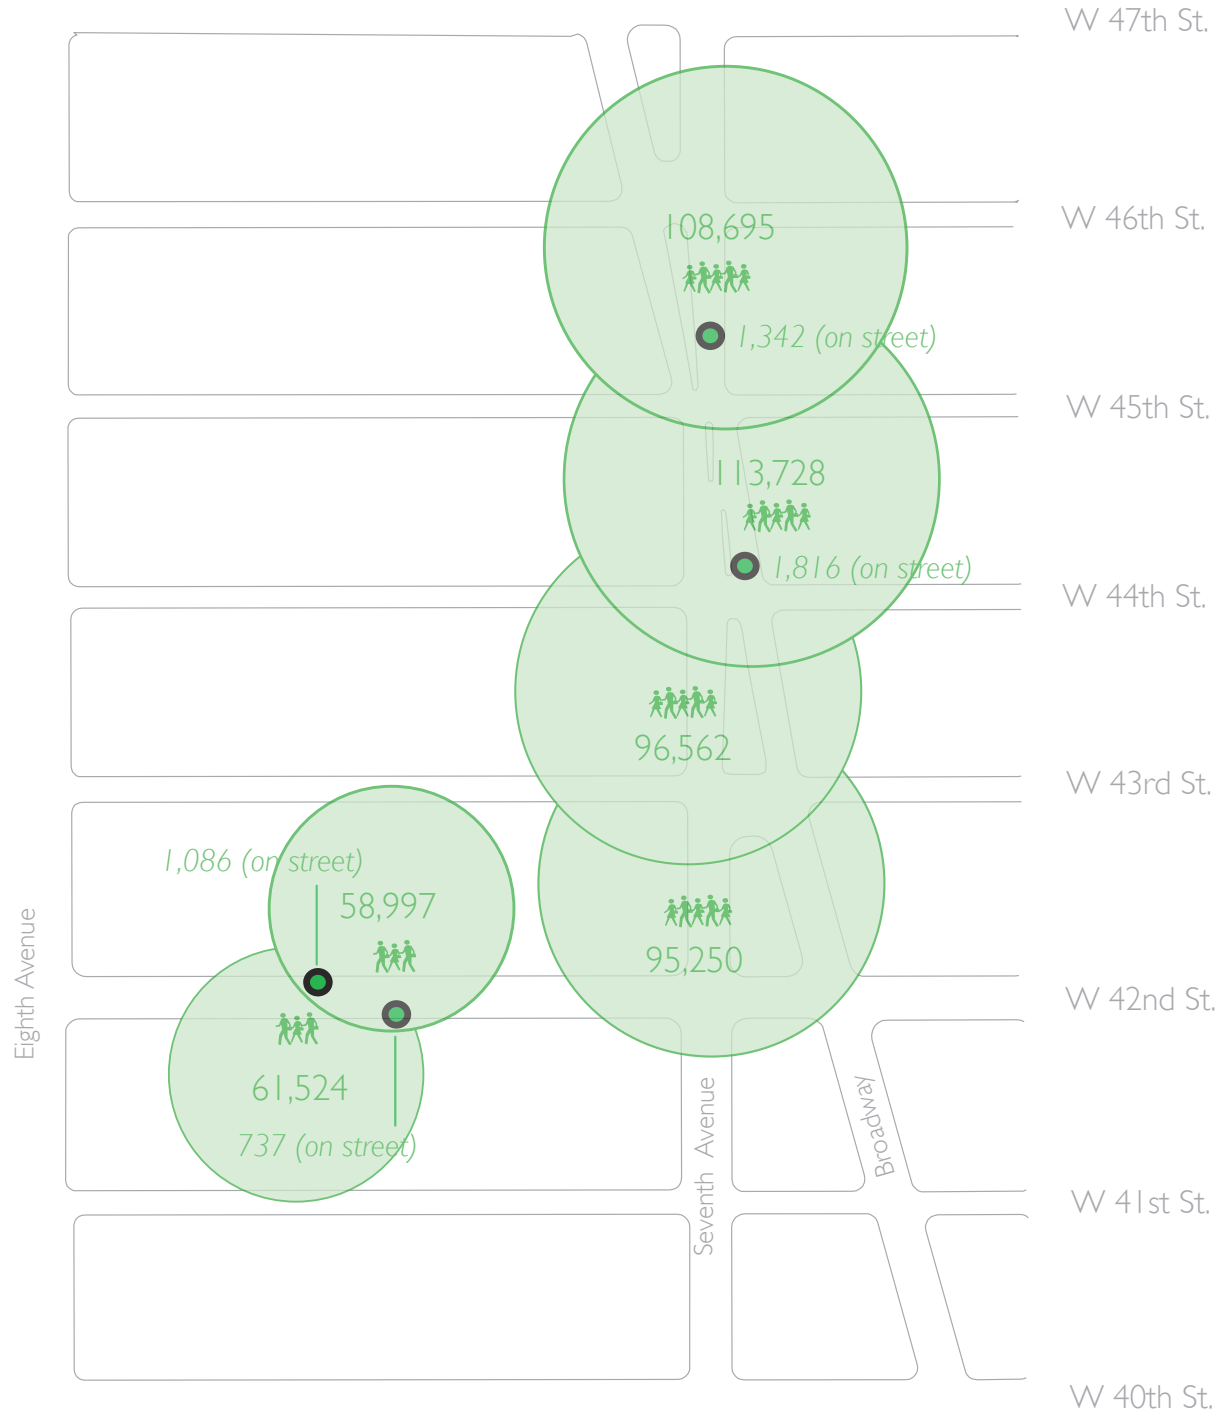 W 47th St.
W 46th St.
108,695
1,342 (on street)
W 45th St.
113,728
1,816 (on street)
W 44th St.
96,562
W 43rd St.
1,086 (on street)
58,997
95,250
Eighth Avenue
W 42nd St.
61,524
737 (on street)
Seventh Avenue
Broadway
W 41st St.
W 40th St.